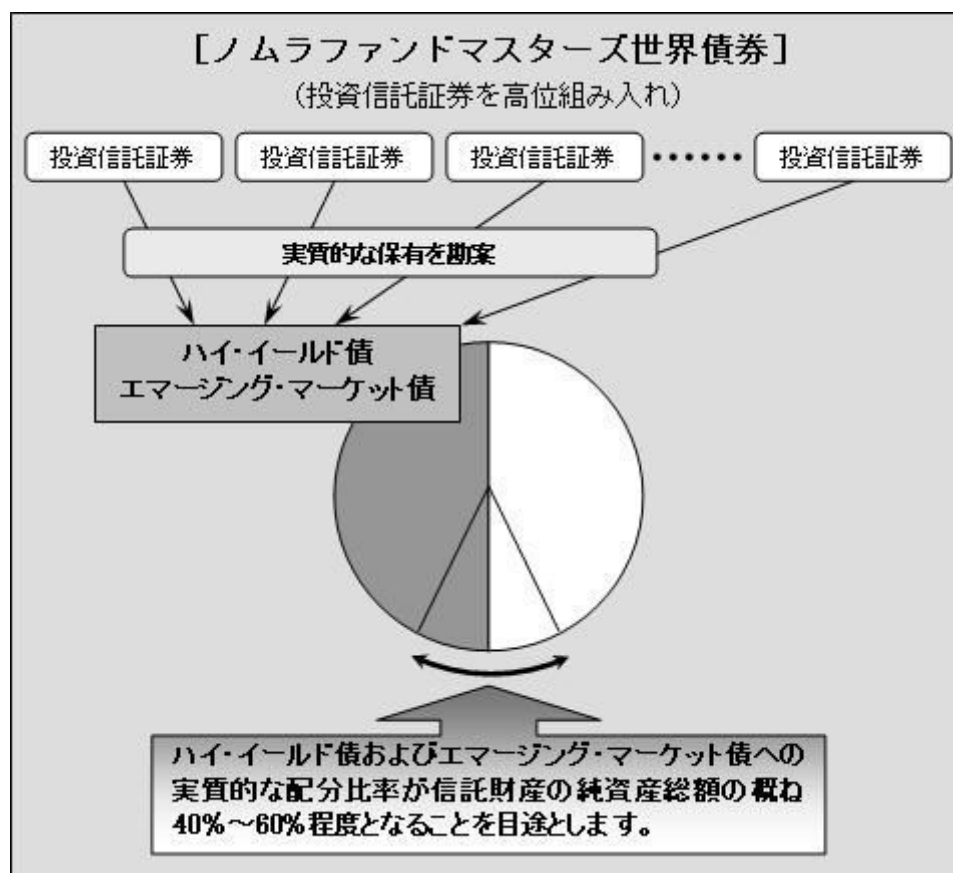 [ノムラファンドマスターズ世界債券]
(投資信託証券を高位組み入れ)
投資信託証券 投資信託証券 投資信託証券 ・・・・・・ 投資信託証券
実質的な保有を勘案
ハイ・イールド債
エマージング・マーケット債
ハイ・イールド債およびエマージング・マーケット債への
実質的な配分比率が信託財産の純資産総額の概ね
40%～60%程度となることを目途とします。